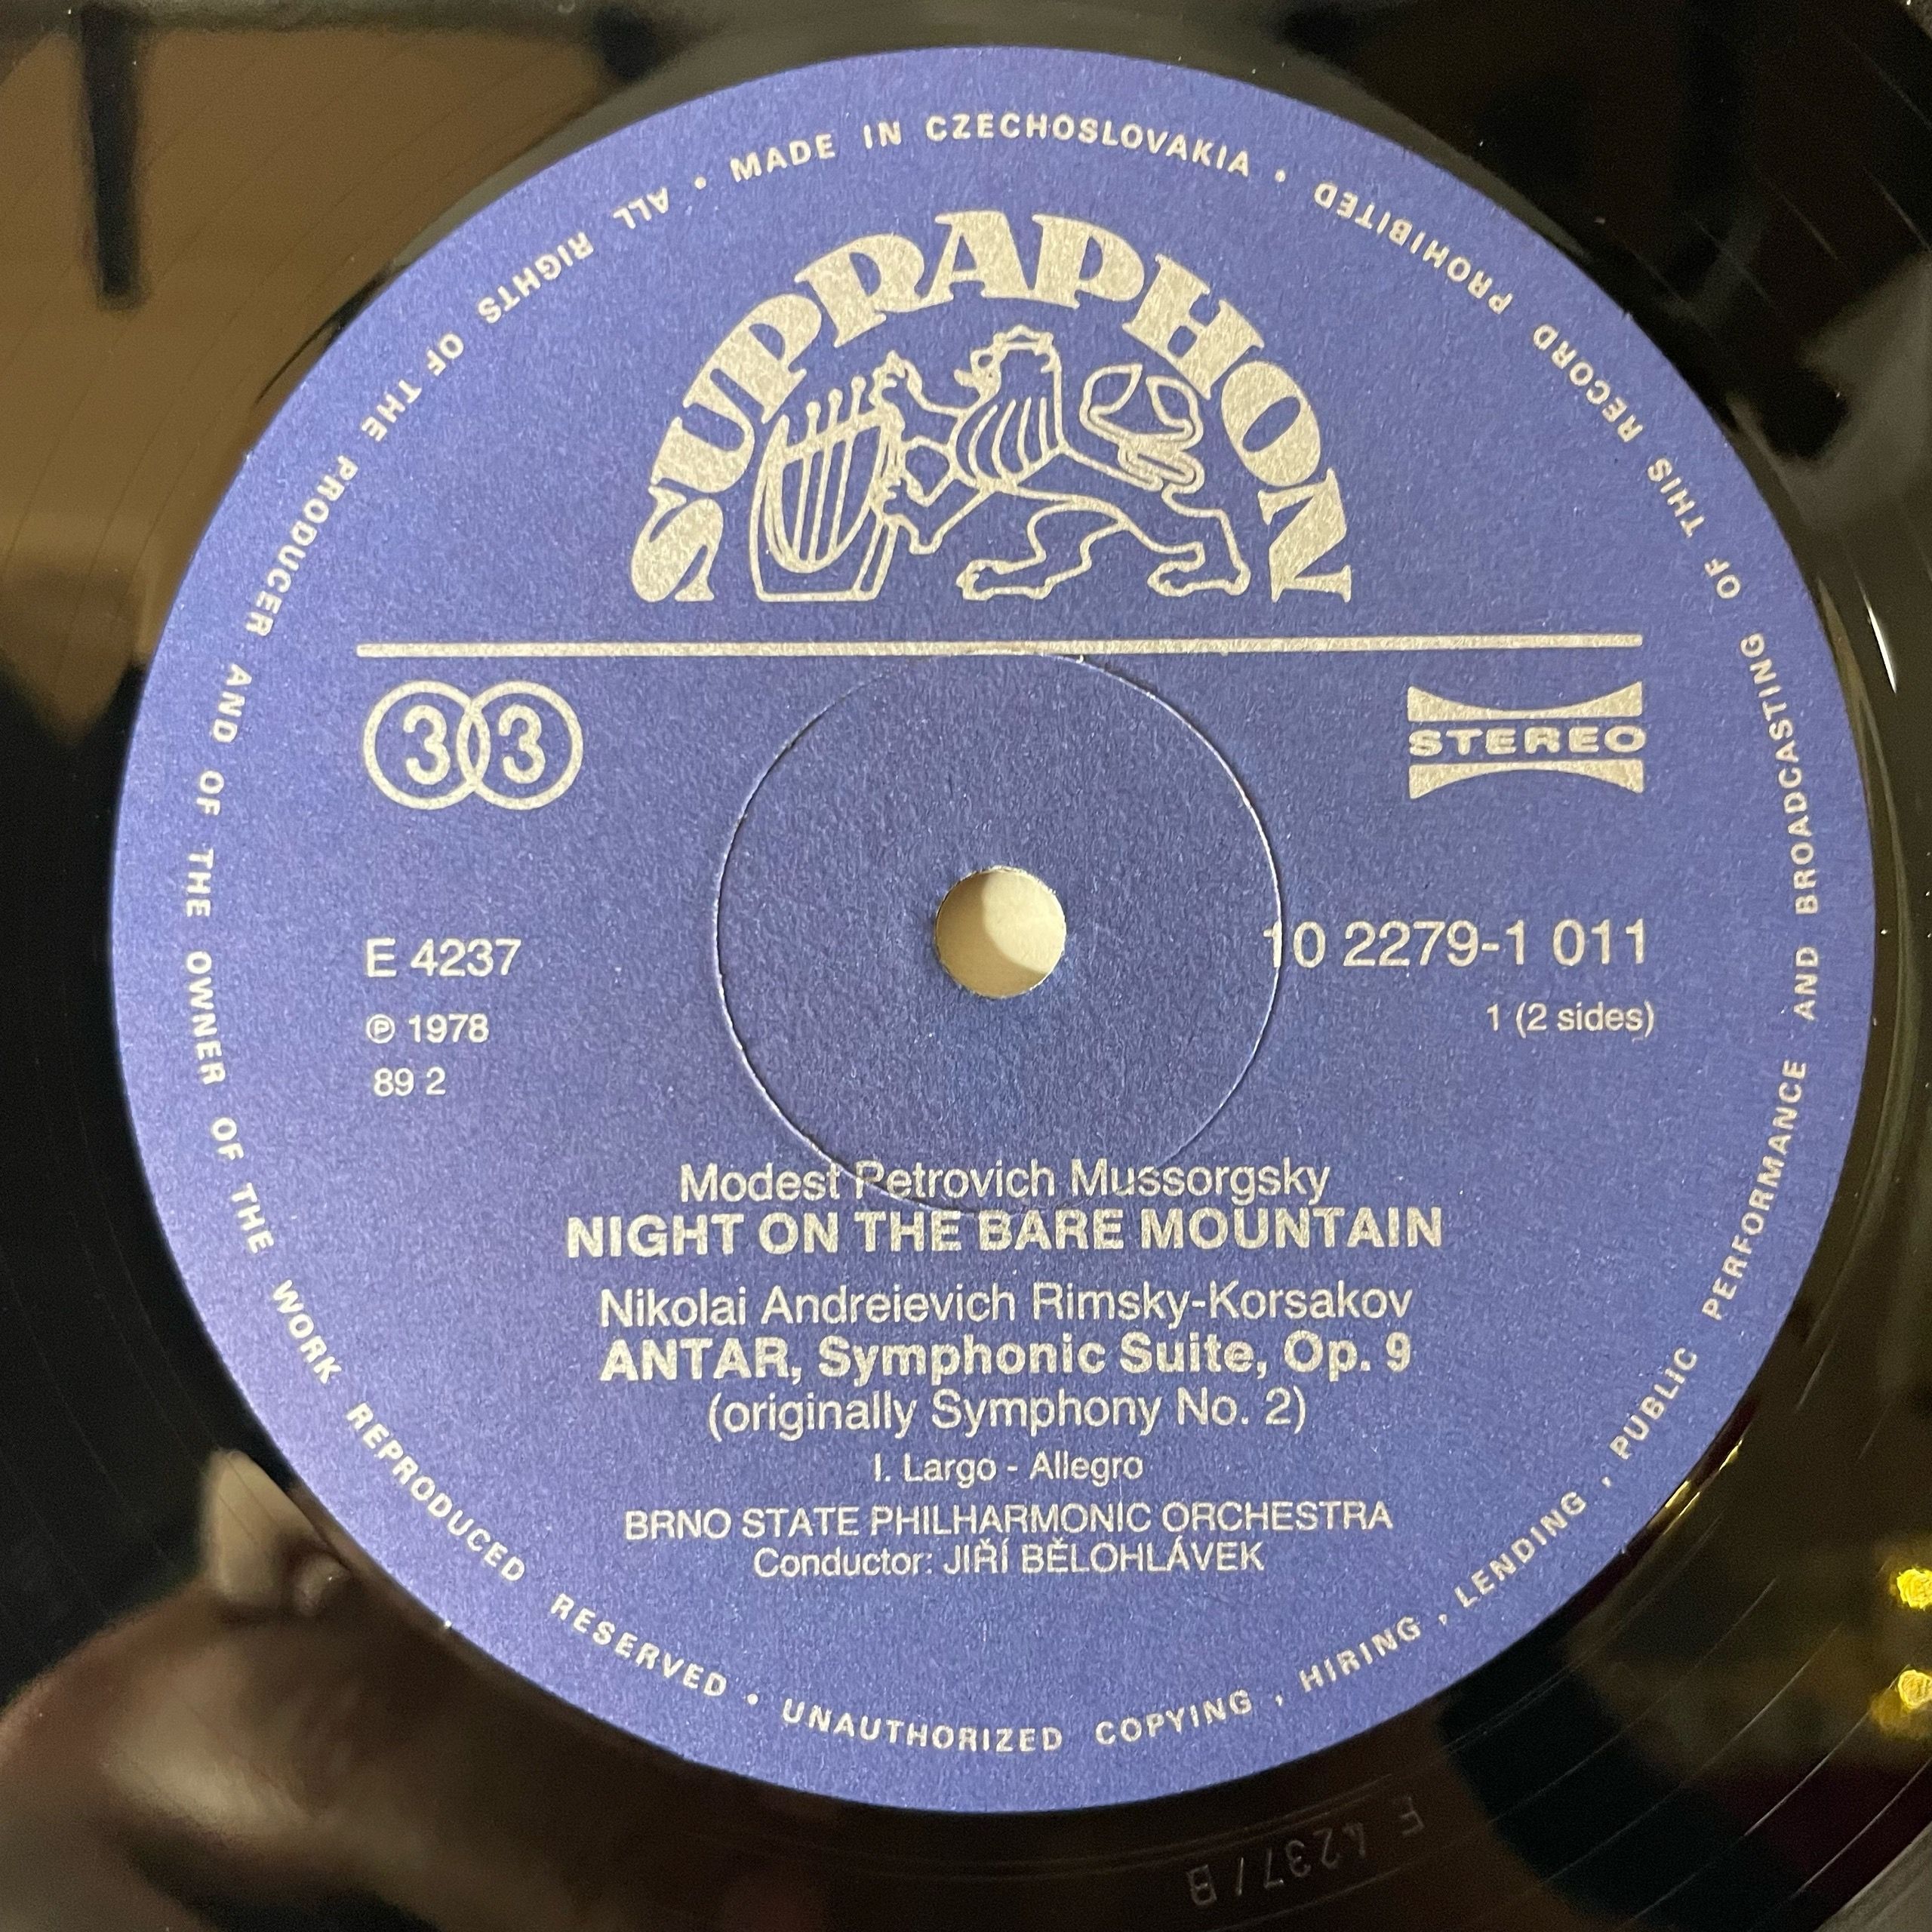 MADE IN CZECHOSLOVAKIA • PROHIBITED
ALL RIGHTS OF THE PRODUCER AND OF THE OWNER OF THE WORK REPRODUCED RESERVED • UNAUTHORIZED COPYING , HIRING , LENDING , PUBLIC PERFORMANCE AND BROADCASTING OF THIS RECORD PROHIBITED •
SUPRAPHON
33
STEREO
E 4237
10 2279-1 011
℗ 1978
1 (2 sides)
89 2
Modest Petrovich Mussorgsky
NIGHT ON THE BARE MOUNTAIN
Nikolai Andreievich Rimsky-Korsakov
ANTAR, Symphonic Suite, Op. 9
(originally Symphony No. 2)
I. Largo - Allegro
BRNO STATE PHILHARMONIC ORCHESTRA
Conductor: JIŘÍ BĚLOHLÁVEK
E 4237/B